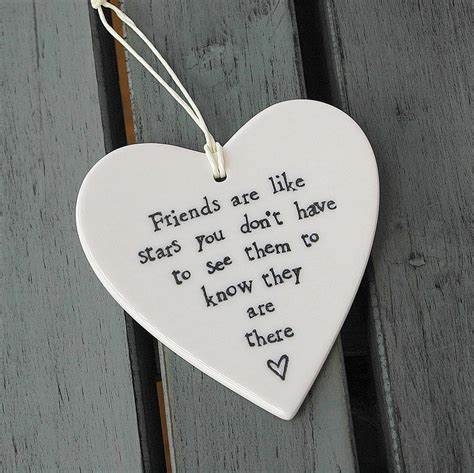 Friends are like
stars you don't have
to see them to
know they
are
there